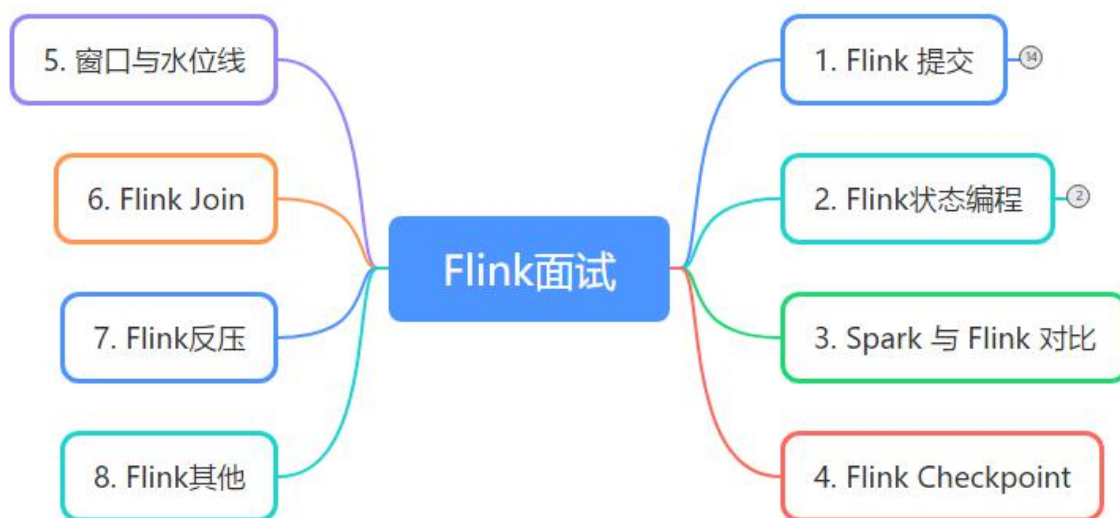 Flink面试
1. Flink 提交
14
2. Flink状态编程
2
3. Spark 与 Flink 对比
4. Flink Checkpoint
5. 窗口与水位线
6. Flink Join
7. Flink反压
8. Flink其他